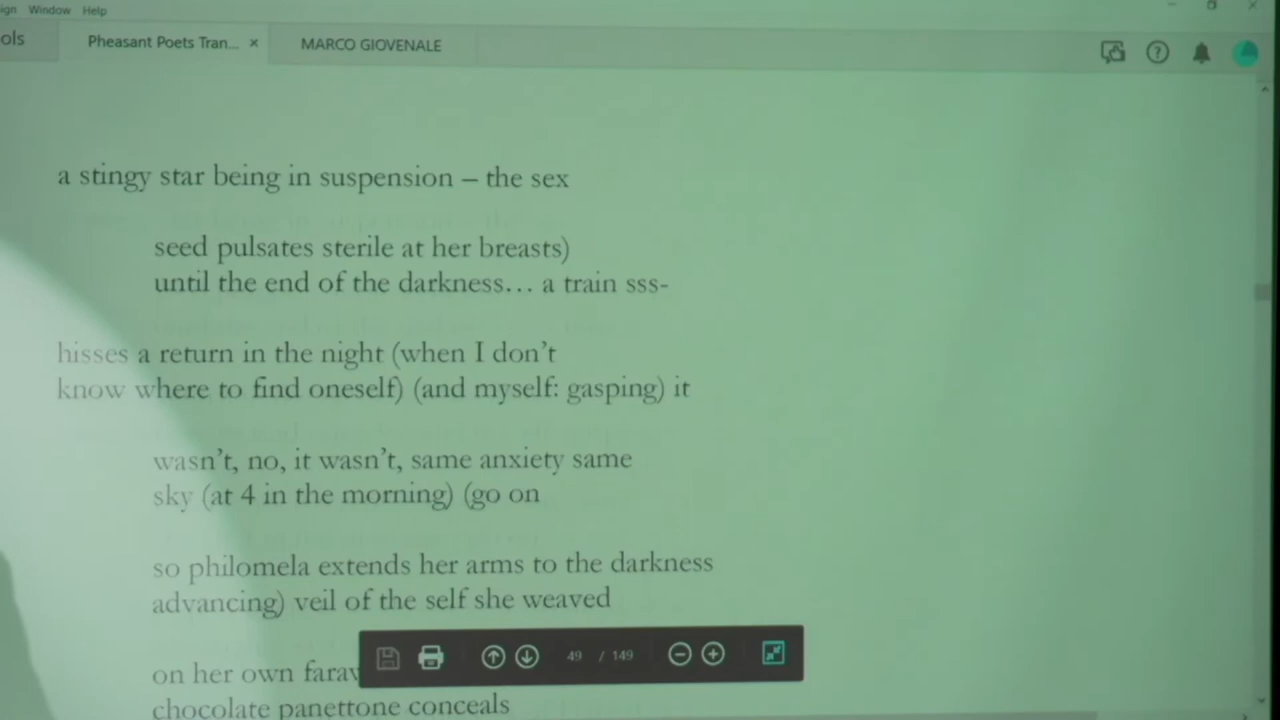 ign Window Help
ols
Pheasant Poets Tran... ×
MARCO GIOVENALE
a stingy star being in suspension – the sex
seed pulsates sterile at her breasts)
until the end of the darkness… a train sss-
hisses a return in the night (when I don’t
know where to find oneself) (and myself: gasping) it
wasn’t, no, it wasn’t, same anxiety same
sky (at 4 in the morning) (go on
so philomela extends her arms to the darkness
advancing) veil of the self she weaved
on her own farav
49 / 149
chocolate panettone conceals